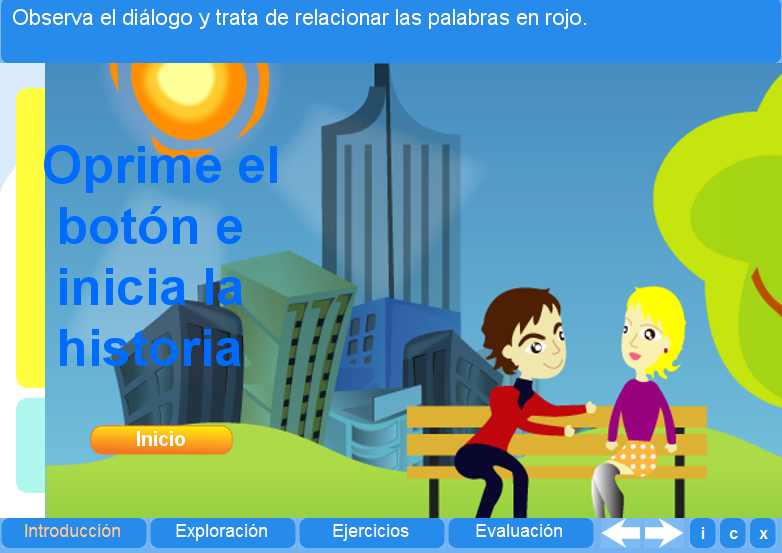 Observa el diálogo y trata de relacionar las palabras en rojo.
Oprime el
botón e
inicia la
historia
Inicio
Introducción
Exploración
Ejercicios
Evaluación
i
c
x